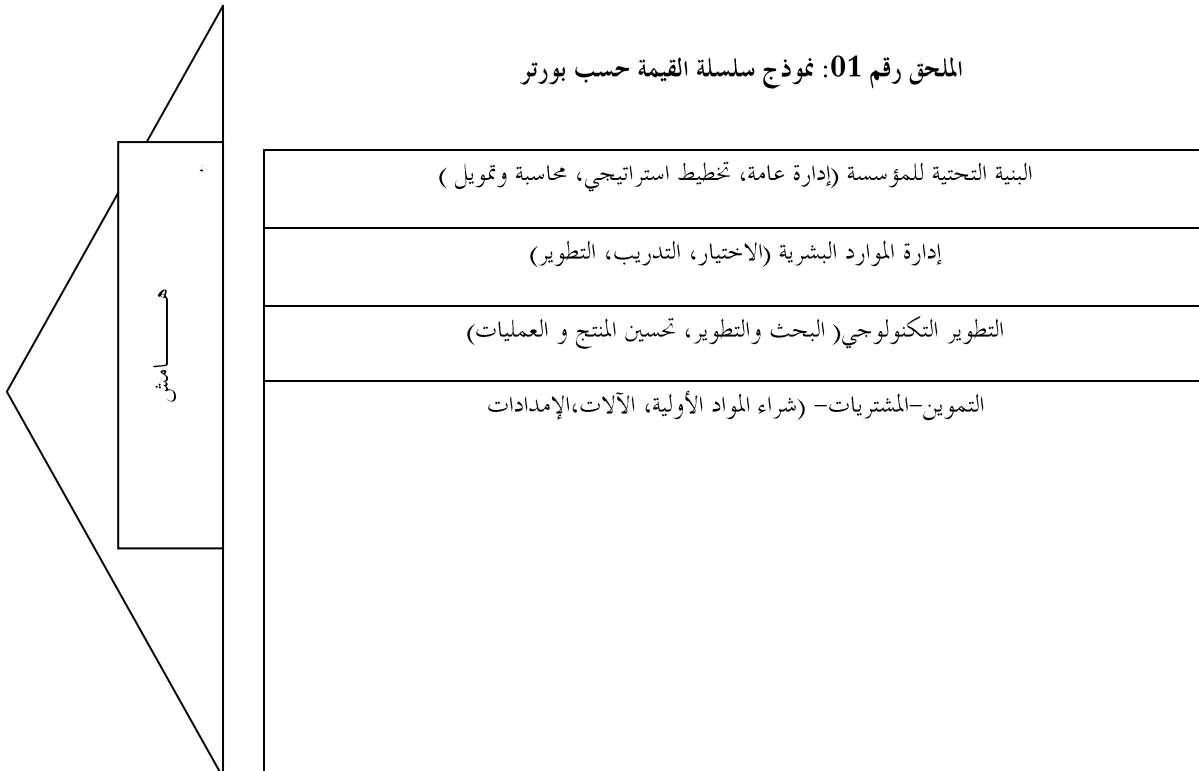 الملحق رقم 01: نموذج سلسلة القيمة حسب بورتر
البنية التحتية للمؤسسة (إدارة عامة، تخطيط استراتيجي، محاسبة وتمويل )
إدارة الموارد البشرية (الاختيار، التدريب، التطوير)
التطوير التكنولوجي( البحث والتطوير، تحسين المنتج و العمليات)
التموين-المشتريات- (شراء المواد الأولية، الآلات،الإمدادات
هـــــامش